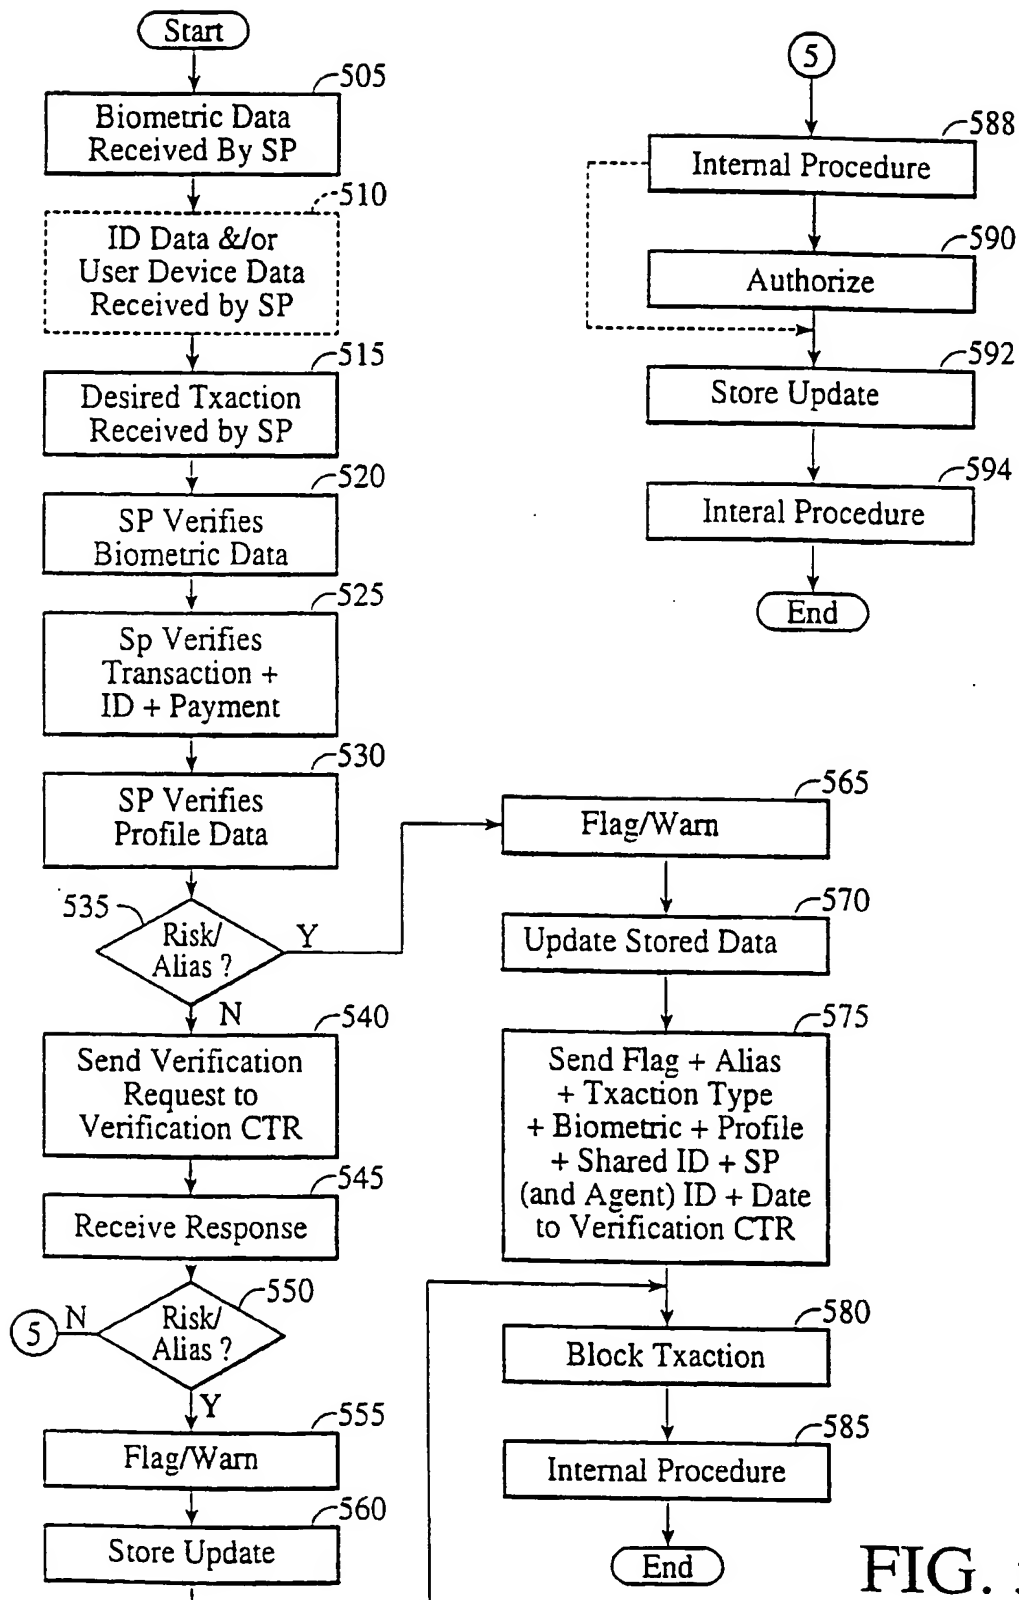 Start
505
Biometric Data
Received By SP
510
ID Data &/or
User Device Data
Received by SP
515
Desired Txaction
Received by SP
520
SP Verifies
Biometric Data
525
Sp Verifies
Transaction +
ID + Payment
530
SP Verifies
Profile Data
535
Risk/
Alias ?
Y
N
540
Send Verification
Request to
Verification CTR
545
Receive Response
550
Risk/
Alias ?
N
5
Y
555
Flag/Warn
560
Store Update
565
Flag/Warn
570
Update Stored Data
575
Send Flag + Alias
+ Txaction Type
+ Biometric + Profile
+ Shared ID + SP
(and Agent) ID + Date
to Verification CTR
580
Block Txaction
585
Internal Procedure
End
5
588
Internal Procedure
590
Authorize
592
Store Update
594
Interal Procedure
End
FIG.